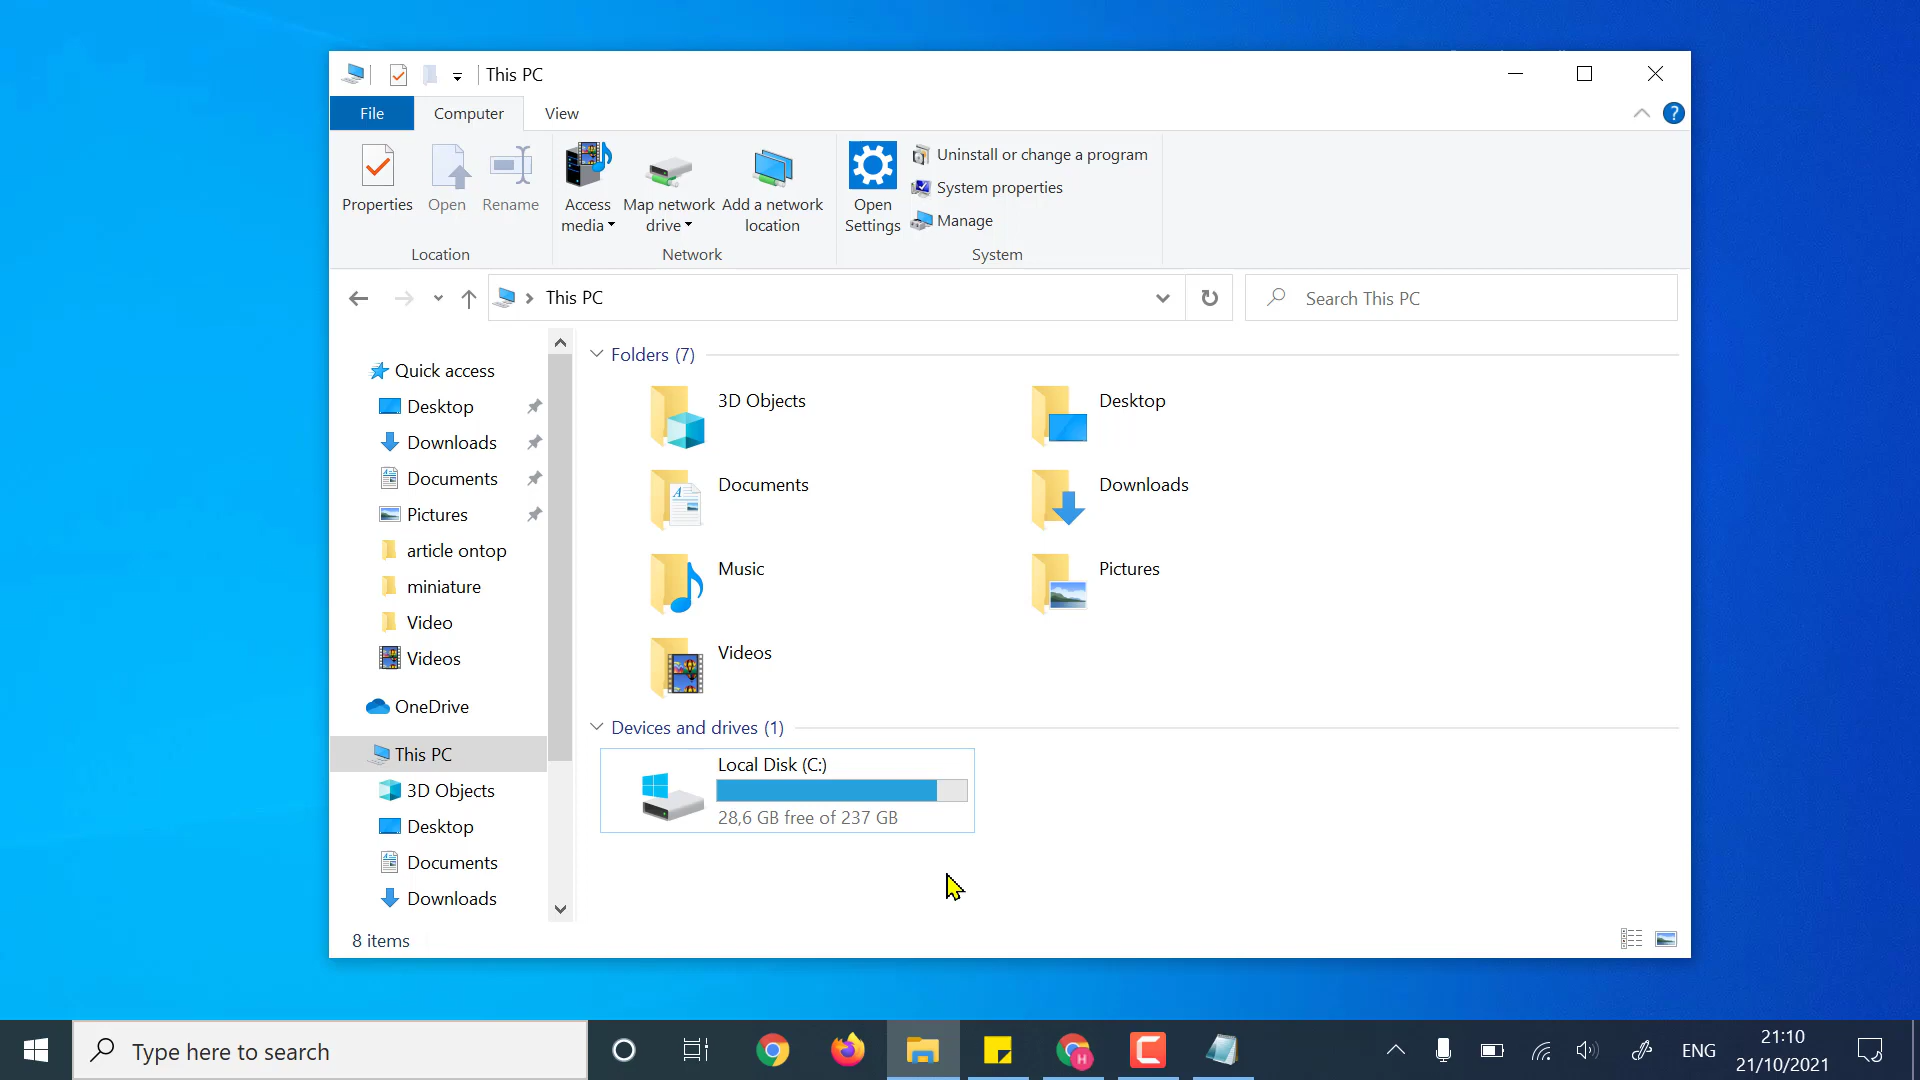 This PC
File
Computer
View
?
Properties
Open
Rename
Access
media
Map network
drive
Add a network
location
Open
Settings
Uninstall or change a program
System properties
Manage
Location
Network
System
This PC
Search This PC
Quick access
Desktop
Downloads
Documents
Pictures
article ontop
miniature
Video
Videos
OneDrive
This PC
3D Objects
Desktop
Documents
Downloads
Folders (7)
3D Objects
Desktop
Documents
Downloads
Music
Pictures
Videos
Devices and drives (1)
Local Disk (C:)
28,6 GB free of 237 GB
8 items
Type here to search
H
ENG
21:10
21/10/2021